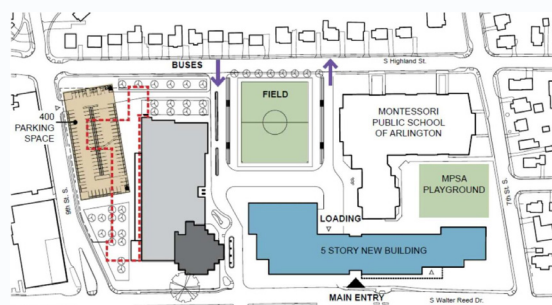 BUSES
S Highland St.
400
PARKING
SPACE
FIELD
MONTESSORI
PUBLIC SCHOOL
OF ARLINGTON
MPSA
PLAYGROUND
9th St. S.
7th St. S.
LOADING
5 STORY NEW BUILDING
MAIN ENTRY
S Walter Reed Dr.